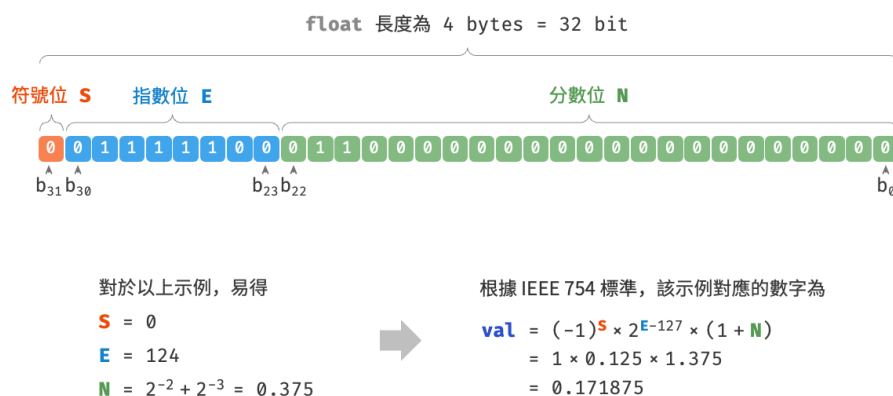 float 長度為 4 bytes = 32 bit
符號位 S 指數位 E 分數位 N
0 0 1 1 1 1 1 0 0 0 1 1 0 0 0 0 0 0 0 0 0 0 0 0 0 0 0 0 0 0 0 0
b31 b30 b23 b22 b0
對於以上示例，易得
S = 0
E = 124
N = 2⁻² + 2⁻³ = 0.375
根據 IEEE 754 標準，該示例對應的數字為
val = (−1)ˢ × 2ᴱ⁻¹²⁷ × (1 + N)
= 1 × 0.125 × 1.375
= 0.171875